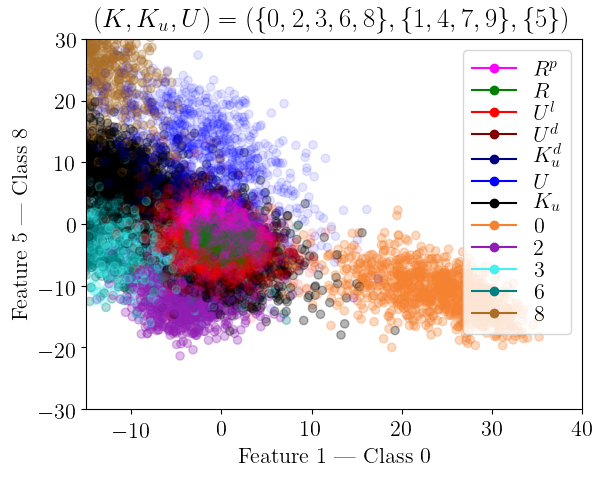 (K, K_u, U) = ({0, 2, 3, 6, 8}, {1, 4, 7, 9}, {5})
30
20
10
0
−10
−20
−30
Feature 5 — Class 8
R^p
R
U^l
U^d
K_u^d
U
K_u
0
2
3
6
8
−10
0
10
20
30
40
Feature 1 — Class 0